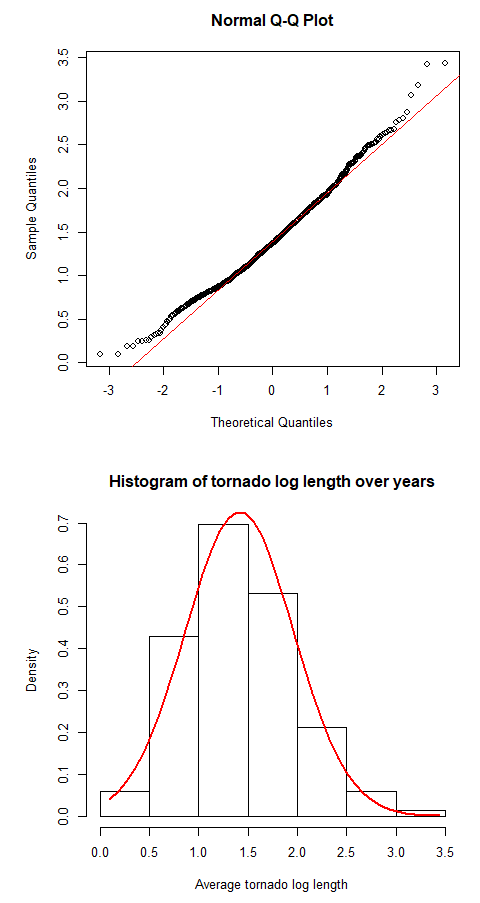 Normal Q-Q Plot
3.5
3.0
2.5
2.0
1.5
1.0
0.5
0.0
Sample Quantiles
-3 -2 -1 0 1 2 3
Theoretical Quantiles
Histogram of tornado log length over years
0.7
0.6
0.5
0.4
0.3
0.2
0.1
0.0
Density
0.0 0.5 1.0 1.5 2.0 2.5 3.0 3.5
Average tornado log length